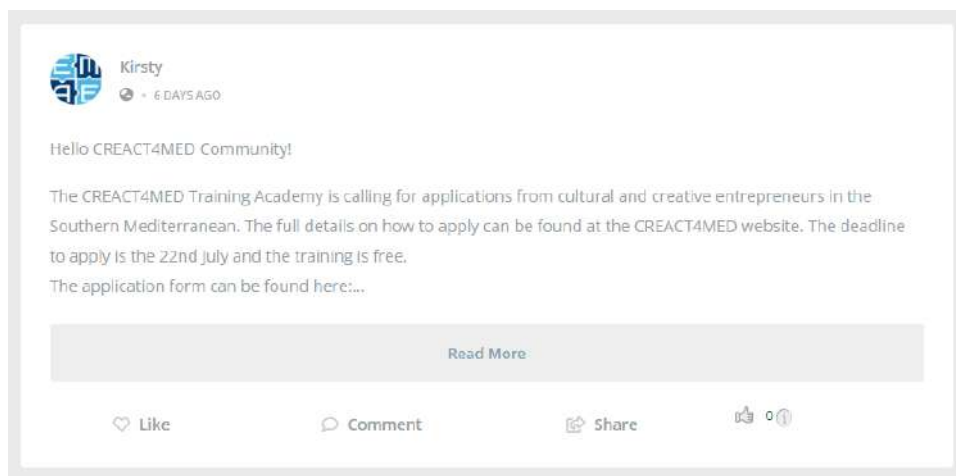 Kirsty
6 DAYS AGO
Hello CREACT4MED Community!
The CREACT4MED Training Academy is calling for applications from cultural and creative entrepreneurs in the
Southern Mediterranean. The full details on how to apply can be found at the CREACT4MED website. The deadline
to apply is the 22nd July and the training is free.
The application form can be found here:...
Read More
Like Comment Share 0